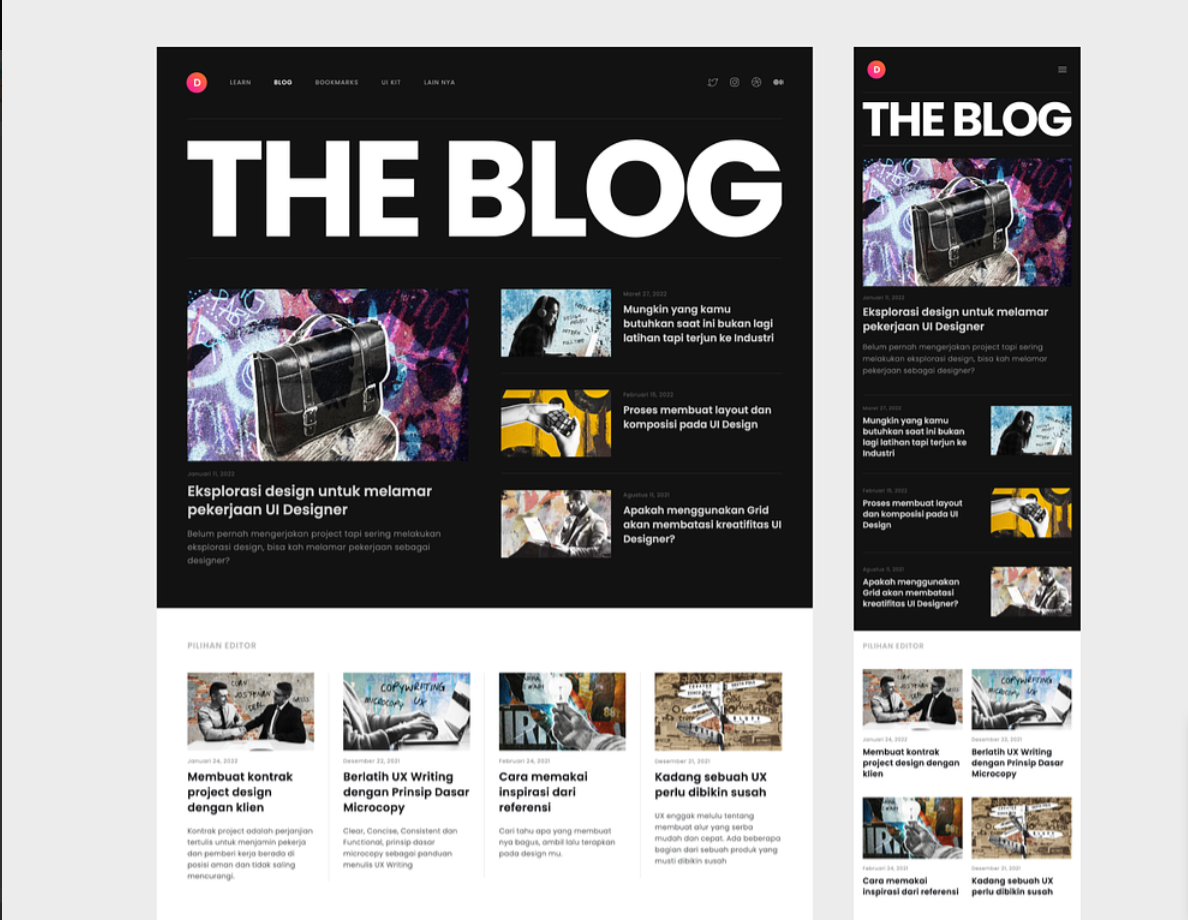 D
LEARN
BLOG
BOOKMARKS
UI KIT
LAIN NYA
THE BLOG
Januari 11, 2022
Eksplorasi design untuk melamar
pekerjaan UI Designer
Belum pernah mengerjakan project tapi sering melakukan
eksplorasi design, bisa kah melamar pekerjaan sebagai
designer?
Maret 27, 2022
Mungkin yang kamu
butuhkan saat ini bukan lagi
latihan tapi terjun ke Industri
Februari 15, 2022
Proses membuat layout dan
komposisi pada UI Design
Agustus 11, 2021
Apakah menggunakan Grid
akan membatasi kreatifitas UI
Designer?
PILIHAN EDITOR
COPYWRITING
MICROCOPY UX
Januari 24, 2022
Membuat kontrak
project design
dengan klien
Kontrak project adalah perjanjian
tertulis untuk menjamin pekerja
dan pemberi kerja berada di
posisi aman dan tidak saling
mencurangi.
Desember 22, 2021
Berlatih UX Writing
dengan Prinsip Dasar
Microcopy
Clear, Concise, Consistent dan
Functional, prinsip dasar
microcopy sebagai panduan
menulis UX Writing
Februari 24, 2021
Cara memakai
inspirasi dari
referensi
Cari tahu apa yang membuat
nya bagus, ambil lalu terapkan
pada design mu.
Desember 21, 2021
Kadang sebuah UX
perlu dibikin susah
UX enggak melulu tentang
membuat alur yang serba
mudah dan cepat. Ada beberapa
bagian dari sebuah produk yang
musti dibikin susah
D
THE BLOG
Januari 11, 2022
Eksplorasi design untuk melamar
pekerjaan UI Designer
Belum pernah mengerjakan project tapi sering
melakukan eksplorasi design, bisa kah melamar
pekerjaan sebagai designer?
Maret 27, 2022
Mungkin yang kamu
butuhkan saat ini bukan
lagi latihan tapi terjun ke
Industri
Februari 15, 2022
Proses membuat layout
dan komposisi pada UI
Design
Agustus 11, 2021
Apakah menggunakan
Grid akan membatasi
kreatifitas UI Designer?
PILIHAN EDITOR
COPYWRITING
MICROCOPY UX
Januari 24, 2022
Membuat kontrak
project design dengan
klien
Desember 22, 2021
Berlatih UX Writing
dengan Prinsip Dasar
Microcopy
Februari 24, 2021
Cara memakai
inspirasi dari referensi
Desember 21, 2021
Kadang sebuah UX
perlu dibikin susah